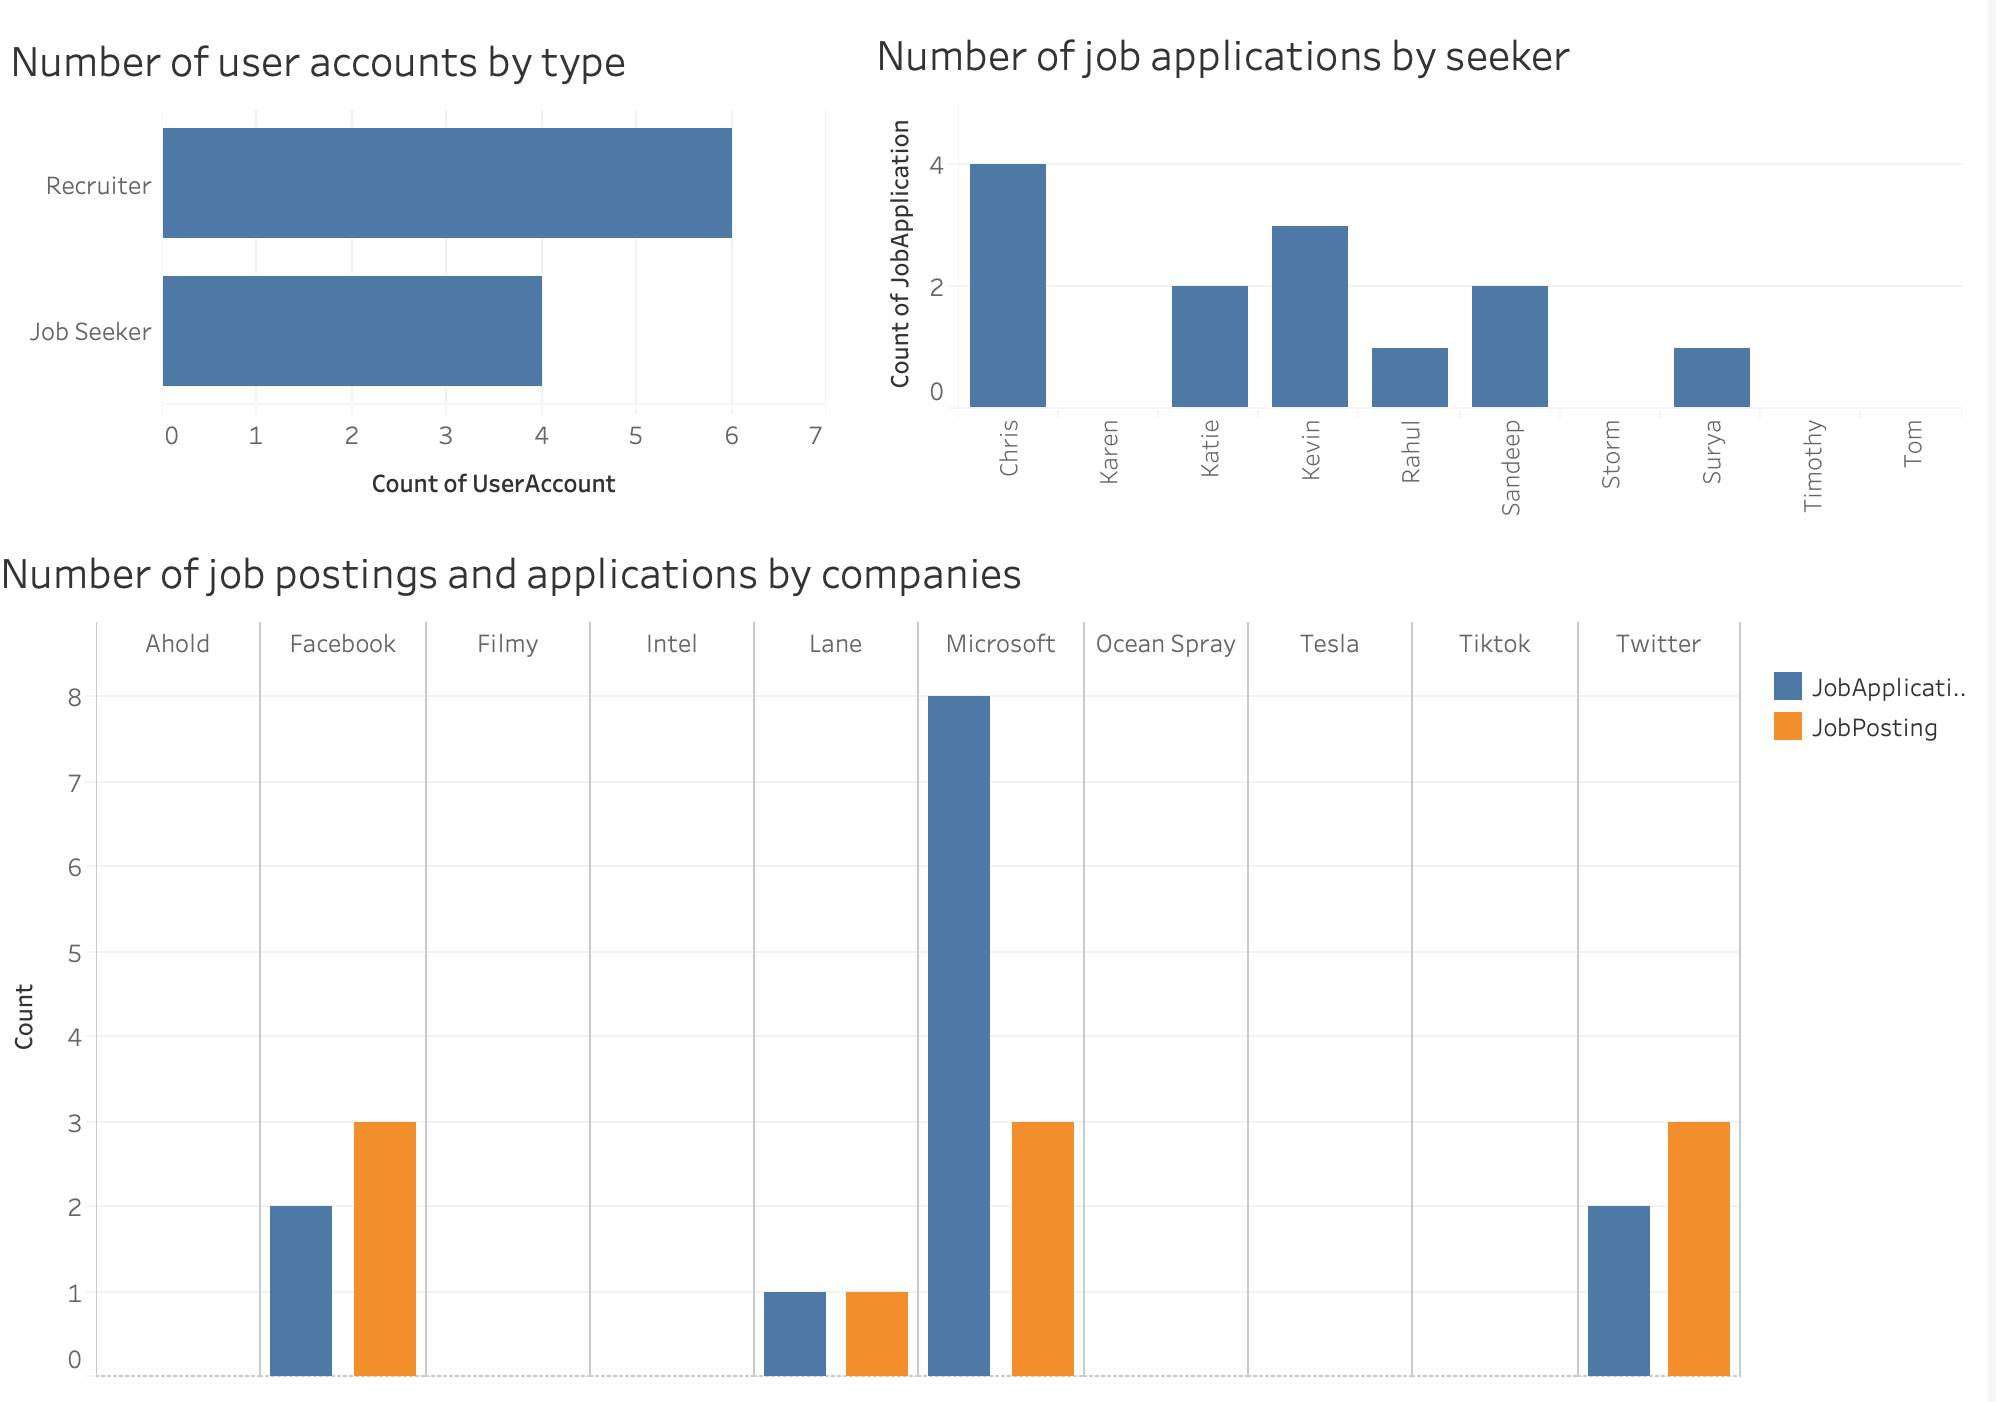 Number of user accounts by type
Recruiter
Job Seeker
0 1 2 3 4 5 6 7
Count of UserAccount
Number of job applications by seeker
Count of JobApplication
4
2
0
Chris Karen Katie Kevin Rahul Sandeep Storm Surya Timothy Tom
Number of job postings and applications by companies
Ahold Facebook Filmy Intel Lane Microsoft Ocean Spray Tesla Tiktok Twitter
Count
8
7
6
5
4
3
2
1
0
JobApplicati..
JobPosting